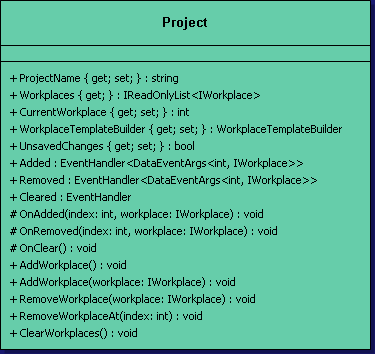 Project
+ ProjectName { get; set; } : string
+ Workplaces { get; } : IReadOnlyList<IWorkplace>
+ CurrentWorkplace { get; set; } : int
+ WorkplaceTemplateBuilder { get; set; } : WorkplaceTemplateBuilder
+ UnsavedChanges { get; set; } : bool
+ Added : EventHandler<DataEventArgs<int, IWorkplace>>
+ Removed : EventHandler<DataEventArgs<int, IWorkplace>>
+ Cleared : EventHandler
# OnAdded(index: int, workplace: IWorkplace) : void
# OnRemoved(index: int, workplace: IWorkplace) : void
# OnClear() : void
+ AddWorkplace() : void
+ AddWorkplace(workplace: IWorkplace) : void
+ RemoveWorkplace(workplace: IWorkplace) : void
+ RemoveWorkplaceAt(index: int) : void
+ ClearWorkplaces() : void